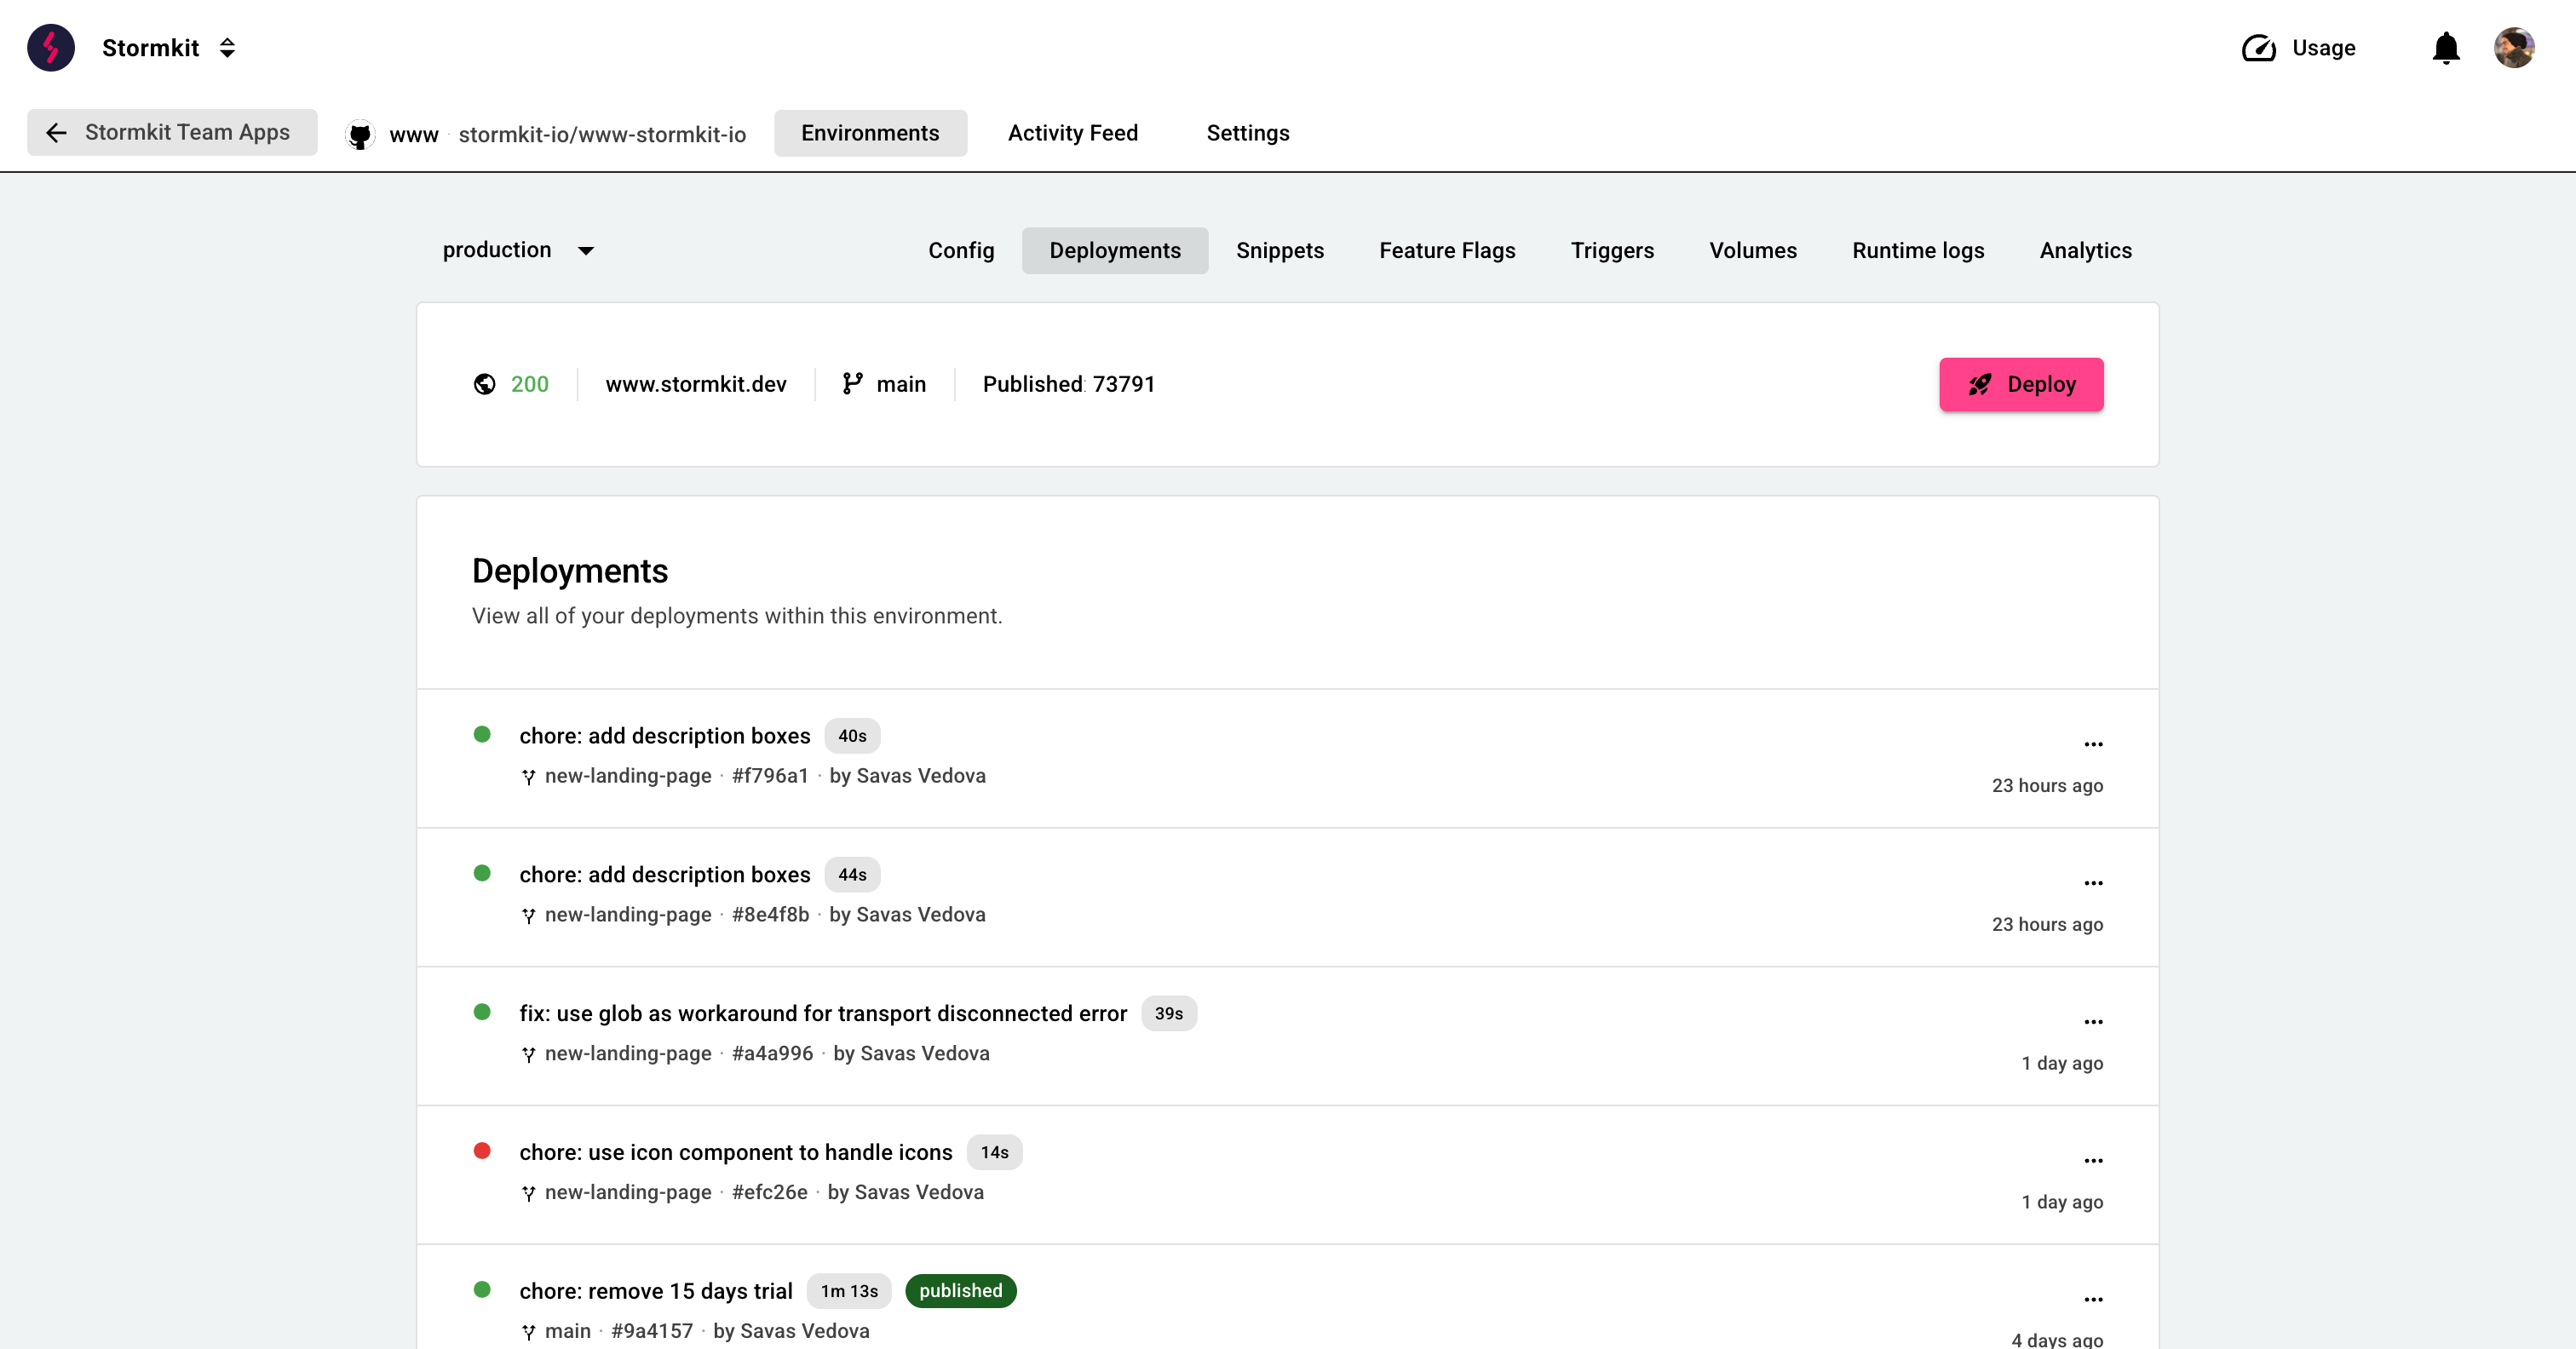 Stormkit
Usage
Stormkit Team Apps
www · stormkit-io/www-stormkit-io
Environments
Activity Feed
Settings
production
Config
Deployments
Snippets
Feature Flags
Triggers
Volumes
Runtime logs
Analytics
200
www.stormkit.dev
main
Published: 73791
Deploy
Deployments
View all of your deployments within this environment.
chore: add description boxes 40s
new-landing-page · #f796a1 · by Savas Vedova
23 hours ago
chore: add description boxes 44s
new-landing-page · #8e4f8b · by Savas Vedova
23 hours ago
fix: use glob as workaround for transport disconnected error 39s
new-landing-page · #a4a996 · by Savas Vedova
1 day ago
chore: use icon component to handle icons 14s
new-landing-page · #efc26e · by Savas Vedova
1 day ago
chore: remove 15 days trial 1m 13s published
main · #9a4157 · by Savas Vedova
4 days ago